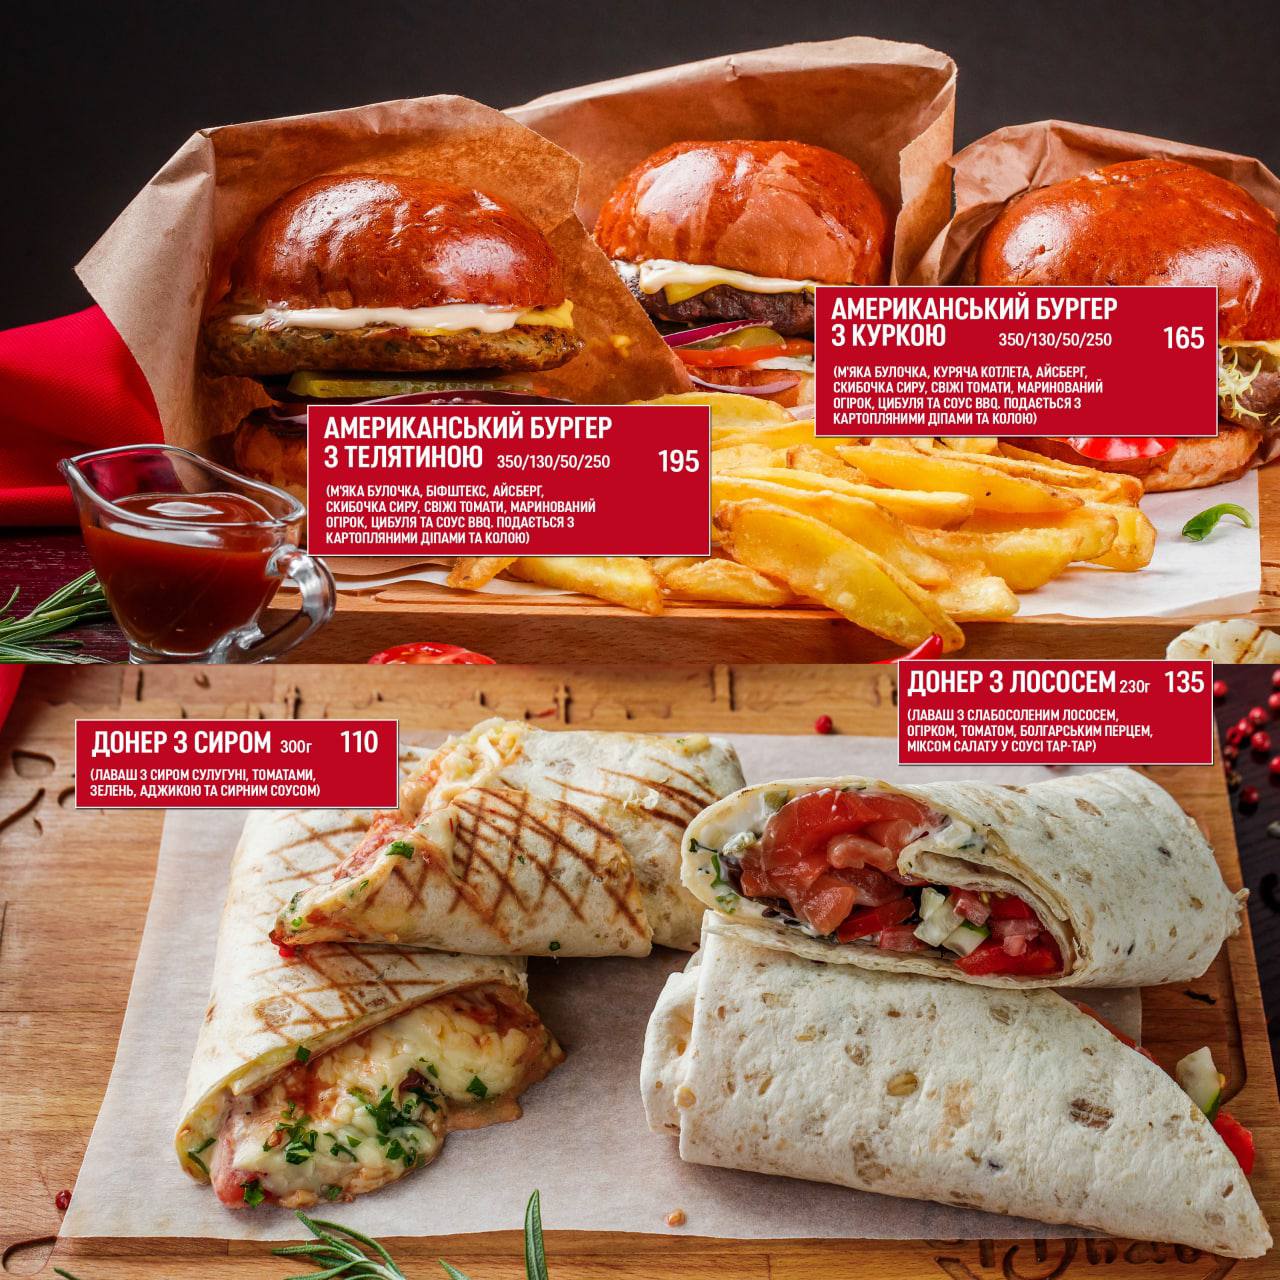 АМЕРИКАНСЬКИЙ БУРГЕР
З КУРКОЮ 350/130/50/250 165
(М'ЯКА БУЛОЧКА, КУРЯЧА КОТЛЕТА, АЙСБЕРГ,
СКИБОЧКА СИРУ, СВІЖІ ТОМАТИ, МАРИНОВАНИЙ
ОГІРОК, ЦИБУЛЯ ТА СОУС BBQ. ПОДАЄТЬСЯ З
КАРТОПЛЯНИМИ ДІПАМИ ТА КОЛОЮ)
АМЕРИКАНСЬКИЙ БУРГЕР
З ТЕЛЯТИНОЮ 350/130/50/250 195
(М'ЯКА БУЛОЧКА, БІФШТЕКС, АЙСБЕРГ,
СКИБОЧКА СИРУ, СВІЖІ ТОМАТИ, МАРИНОВАНИЙ
ОГІРОК, ЦИБУЛЯ ТА СОУС BBQ. ПОДАЄТЬСЯ З
КАРТОПЛЯНИМИ ДІПАМИ ТА КОЛОЮ)
ДОНЕР З ЛОСОСЕМ 230г 135
(ЛАВАШ З СЛАБОСОЛЕНИМ ЛОСОСЕМ,
ОГІРКОМ, ТОМАТОМ, БОЛГАРСЬКИМ ПЕРЦЕМ,
МІКСОМ САЛАТУ У СОУСІ ТАР-ТАР)
ДОНЕР З СИРОМ 300г 110
(ЛАВАШ З СИРОМ СУЛУГУНІ, ТОМАТАМИ,
ЗЕЛЕНЬ, АДЖИКОЮ ТА СИРНИМ СОУСОМ)